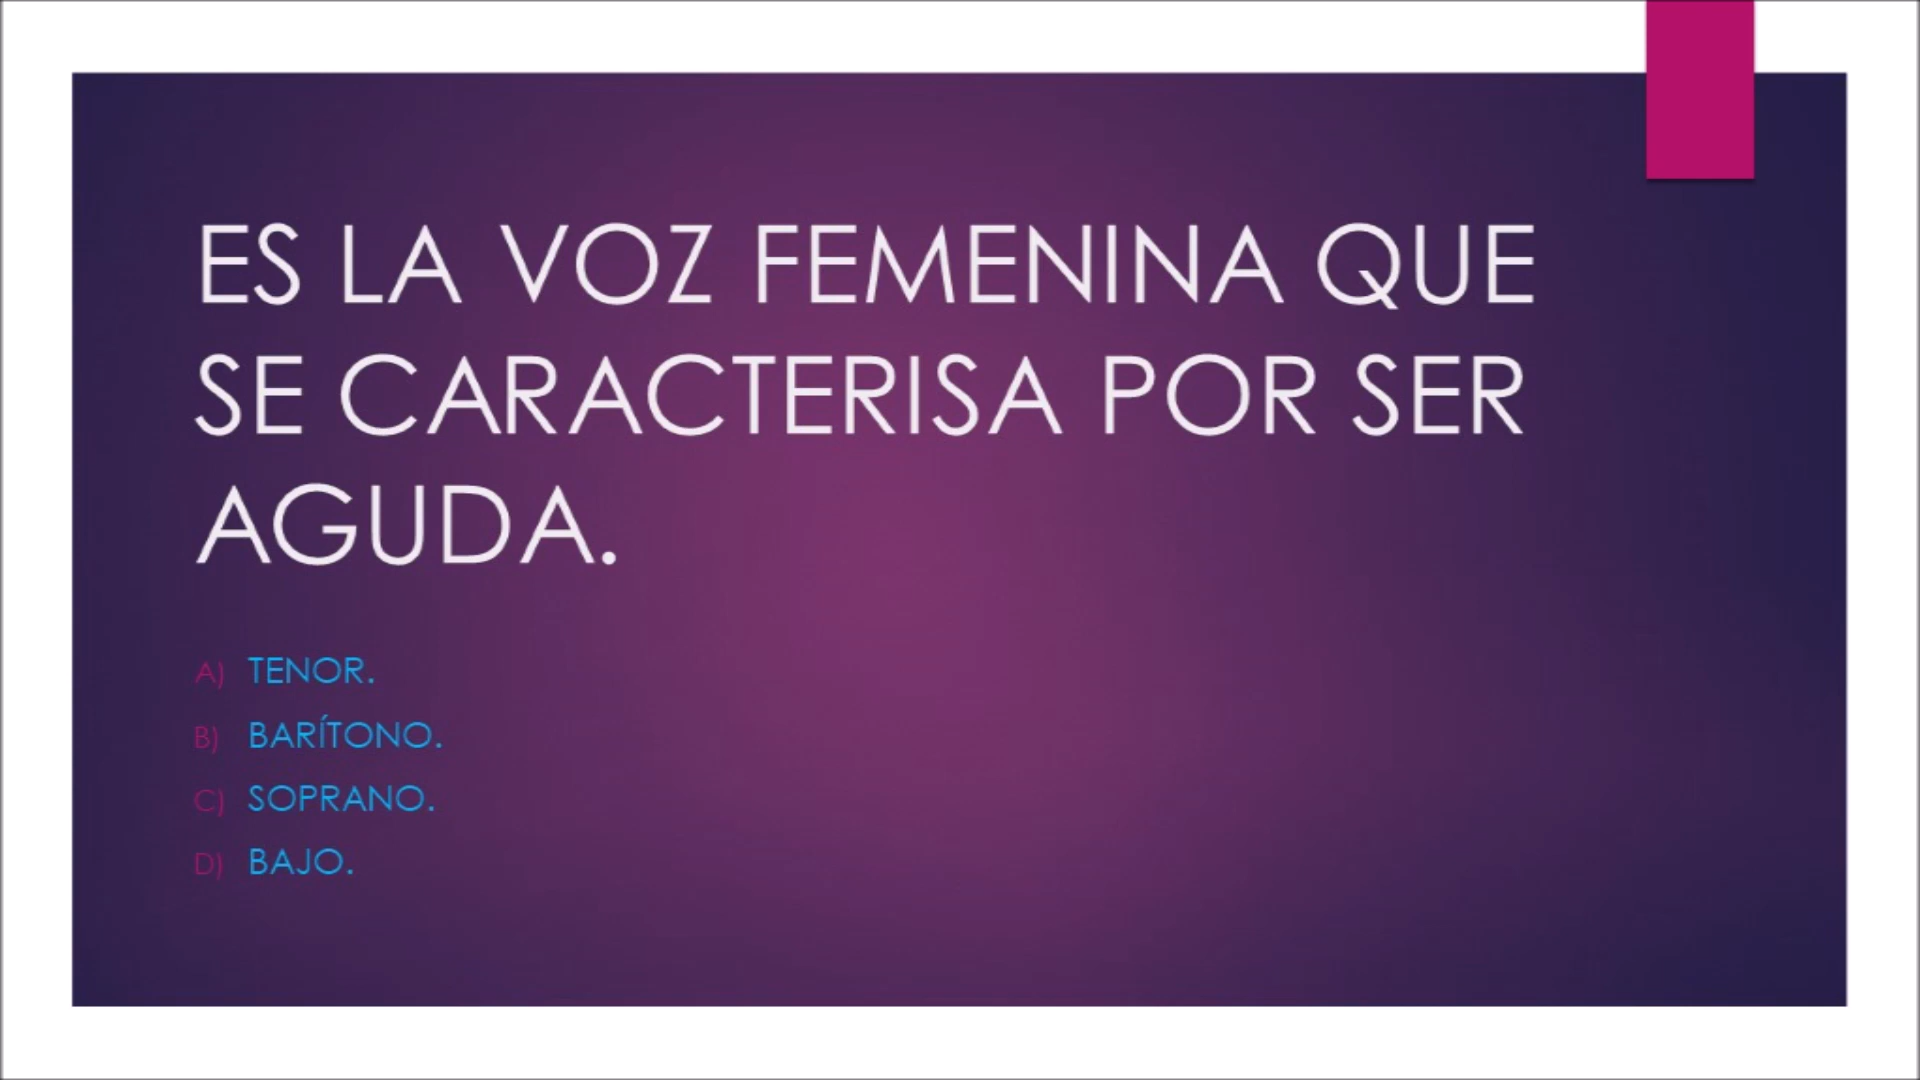 ES LA VOZ FEMENINA QUE
SE CARACTERISA POR SER
AGUDA.
A) TENOR.
B) BARÍTONO.
C) SOPRANO.
D) BAJO.